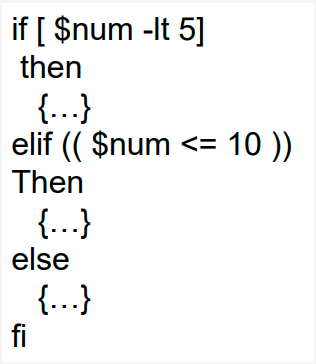 if [ $num -lt 5]
then
{...}
elif (( $num <= 10 ))
Then
{...}
else
{...}
fi